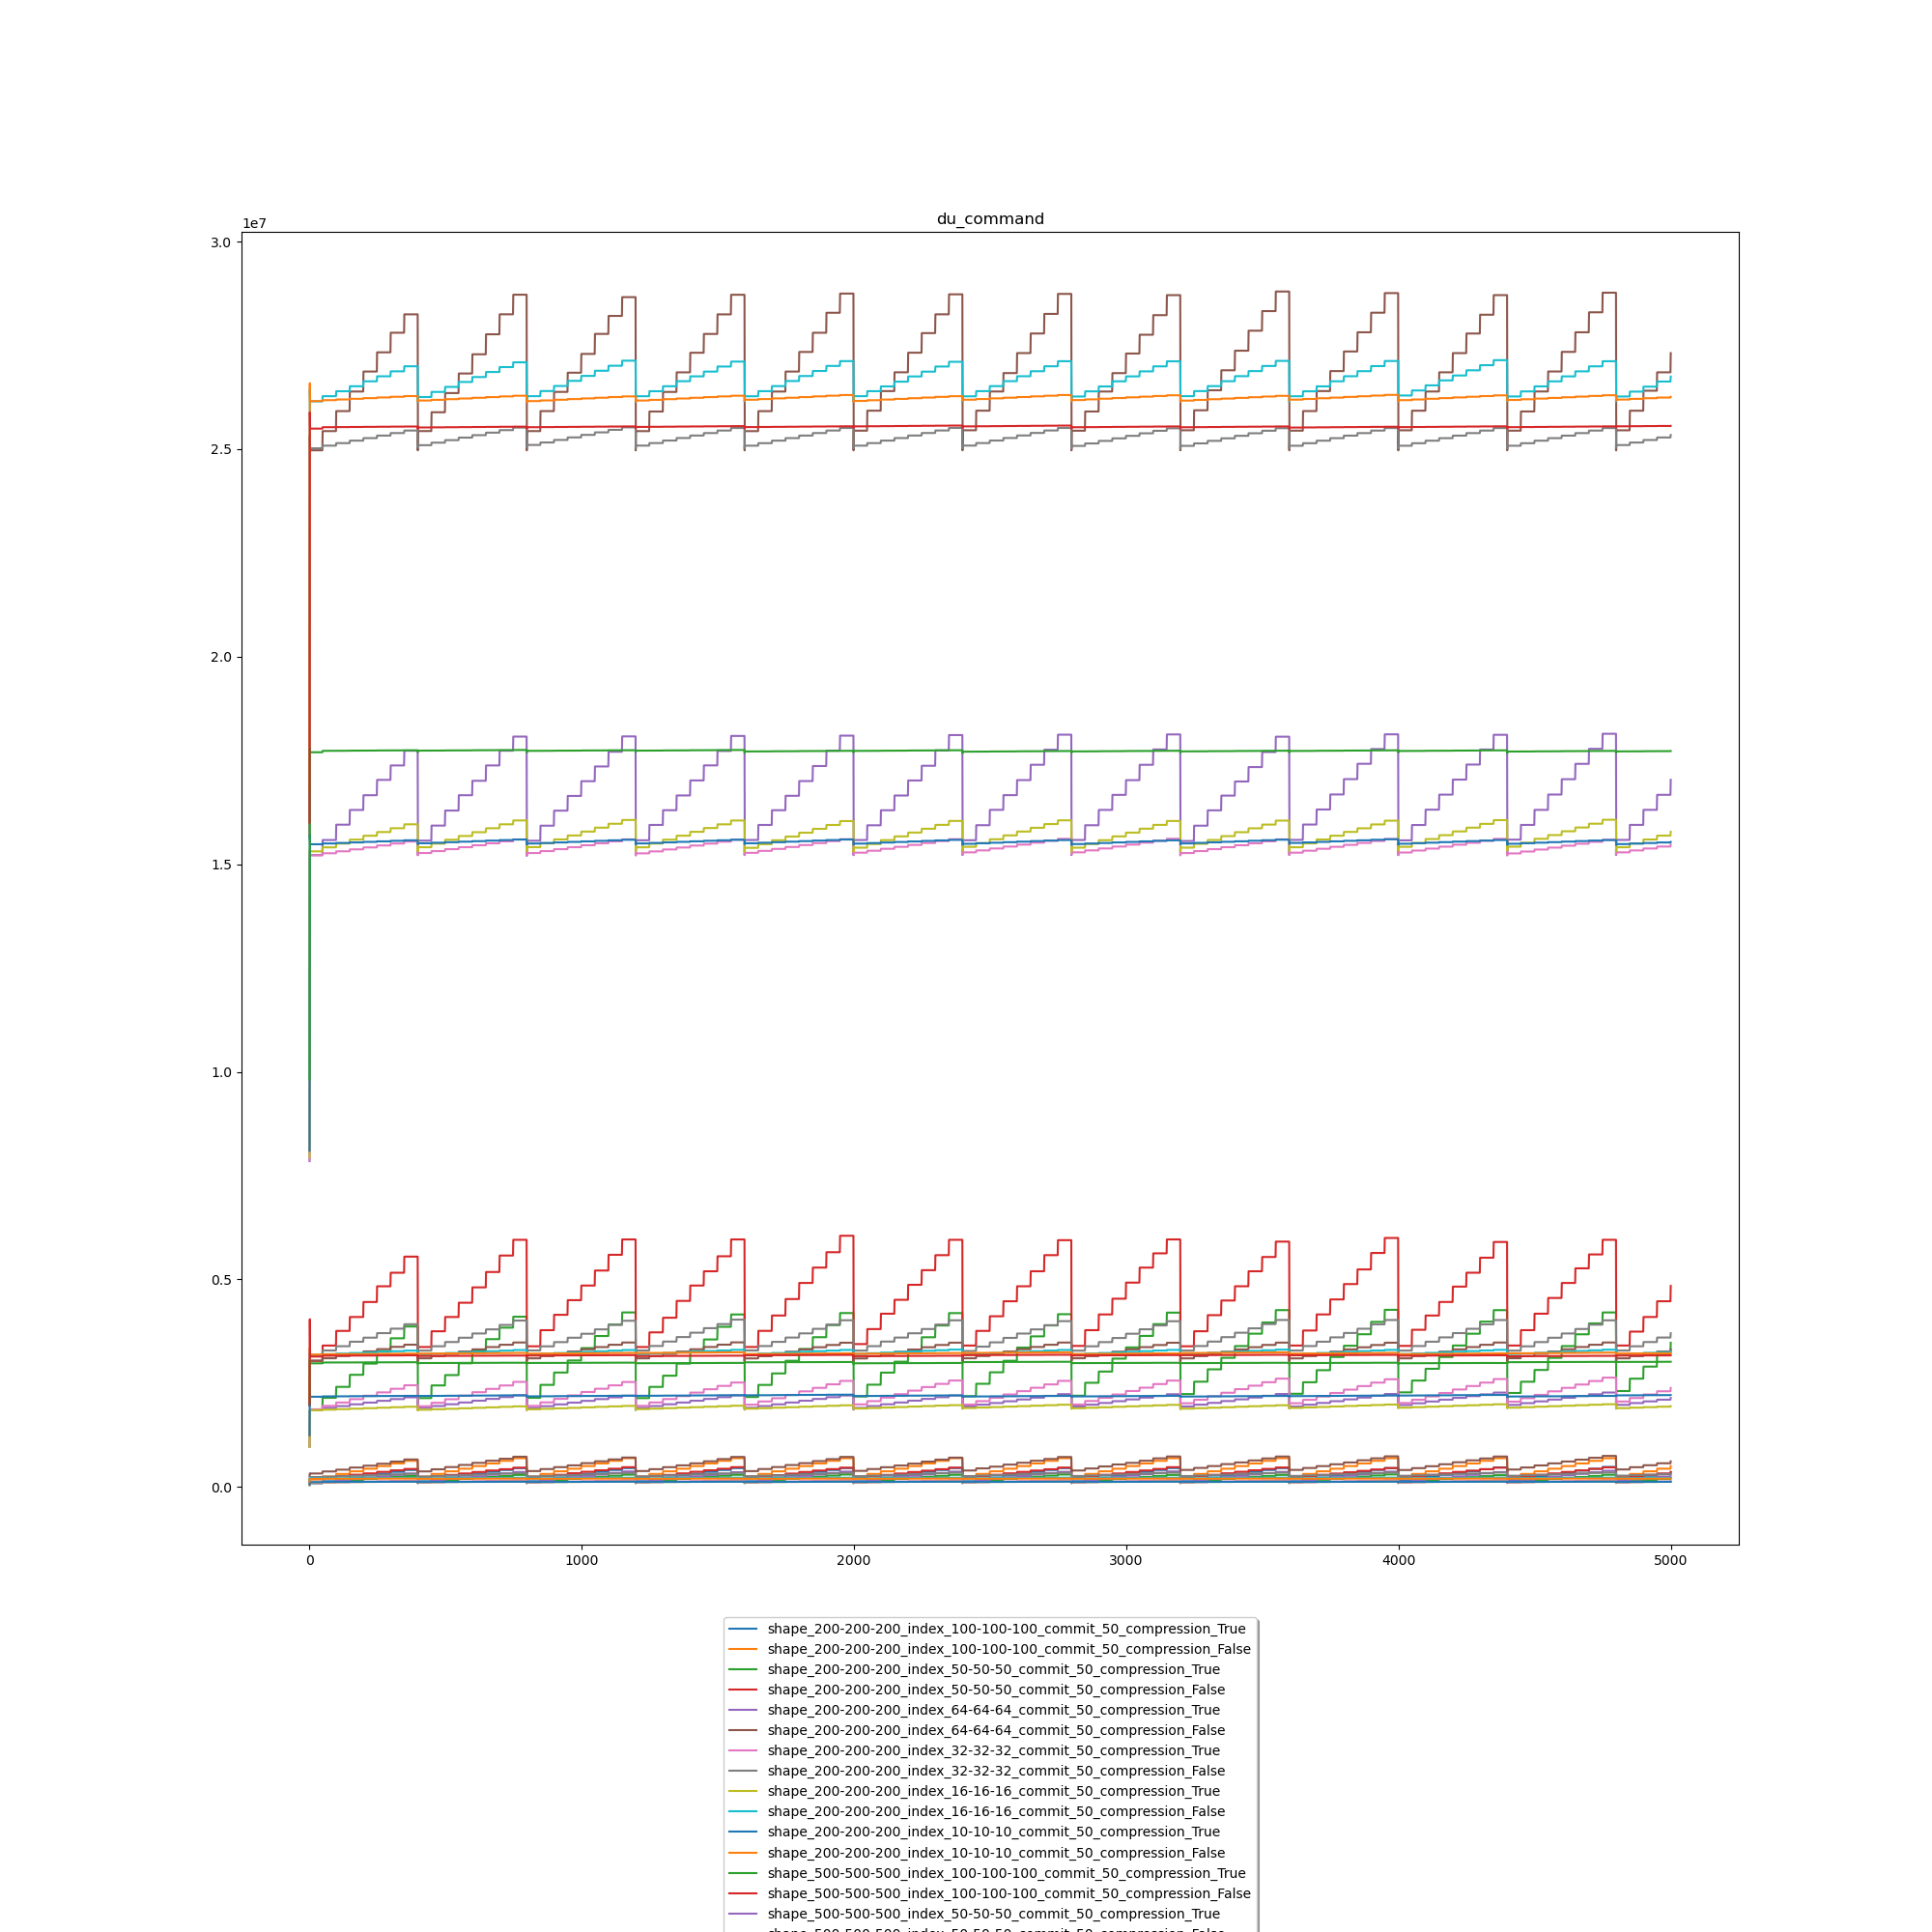 du_command
1e7
3.0
2.5
2.0
1.5
1.0
0.5
0.0
0 1000 2000 3000 4000 5000
shape_200-200-200_index_100-100-100_commit_50_compression_True
shape_200-200-200_index_100-100-100_commit_50_compression_False
shape_200-200-200_index_50-50-50_commit_50_compression_True
shape_200-200-200_index_50-50-50_commit_50_compression_False
shape_200-200-200_index_64-64-64_commit_50_compression_True
shape_200-200-200_index_64-64-64_commit_50_compression_False
shape_200-200-200_index_32-32-32_commit_50_compression_True
shape_200-200-200_index_32-32-32_commit_50_compression_False
shape_200-200-200_index_16-16-16_commit_50_compression_True
shape_200-200-200_index_16-16-16_commit_50_compression_False
shape_200-200-200_index_10-10-10_commit_50_compression_True
shape_200-200-200_index_10-10-10_commit_50_compression_False
shape_500-500-500_index_100-100-100_commit_50_compression_True
shape_500-500-500_index_100-100-100_commit_50_compression_False
shape_500-500-500_index_50-50-50_commit_50_compression_True